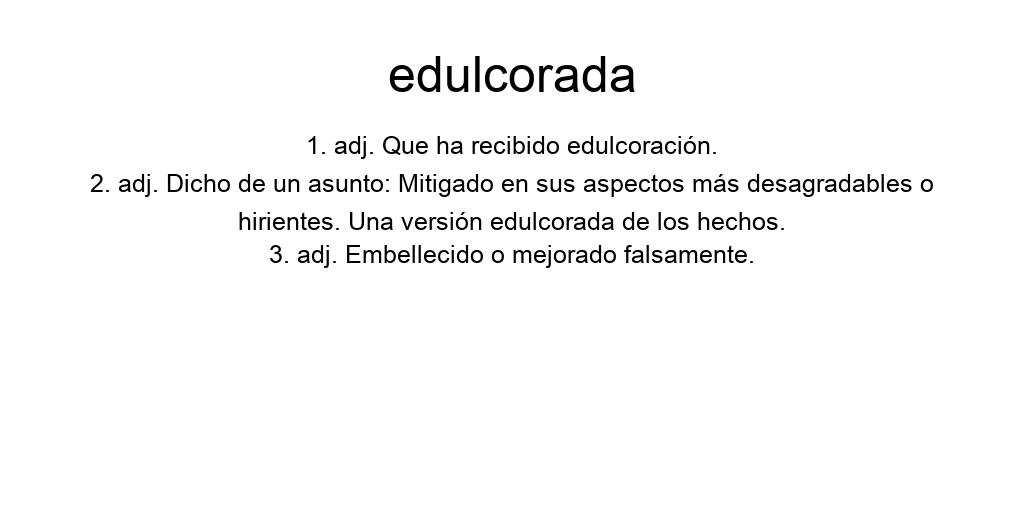 edulcorada
1. adj. Que ha recibido edulcoración.
2. adj. Dicho de un asunto: Mitigado en sus aspectos más desagradables o
hirientes. Una versión edulcorada de los hechos.
3. adj. Embellecido o mejorado falsamente.